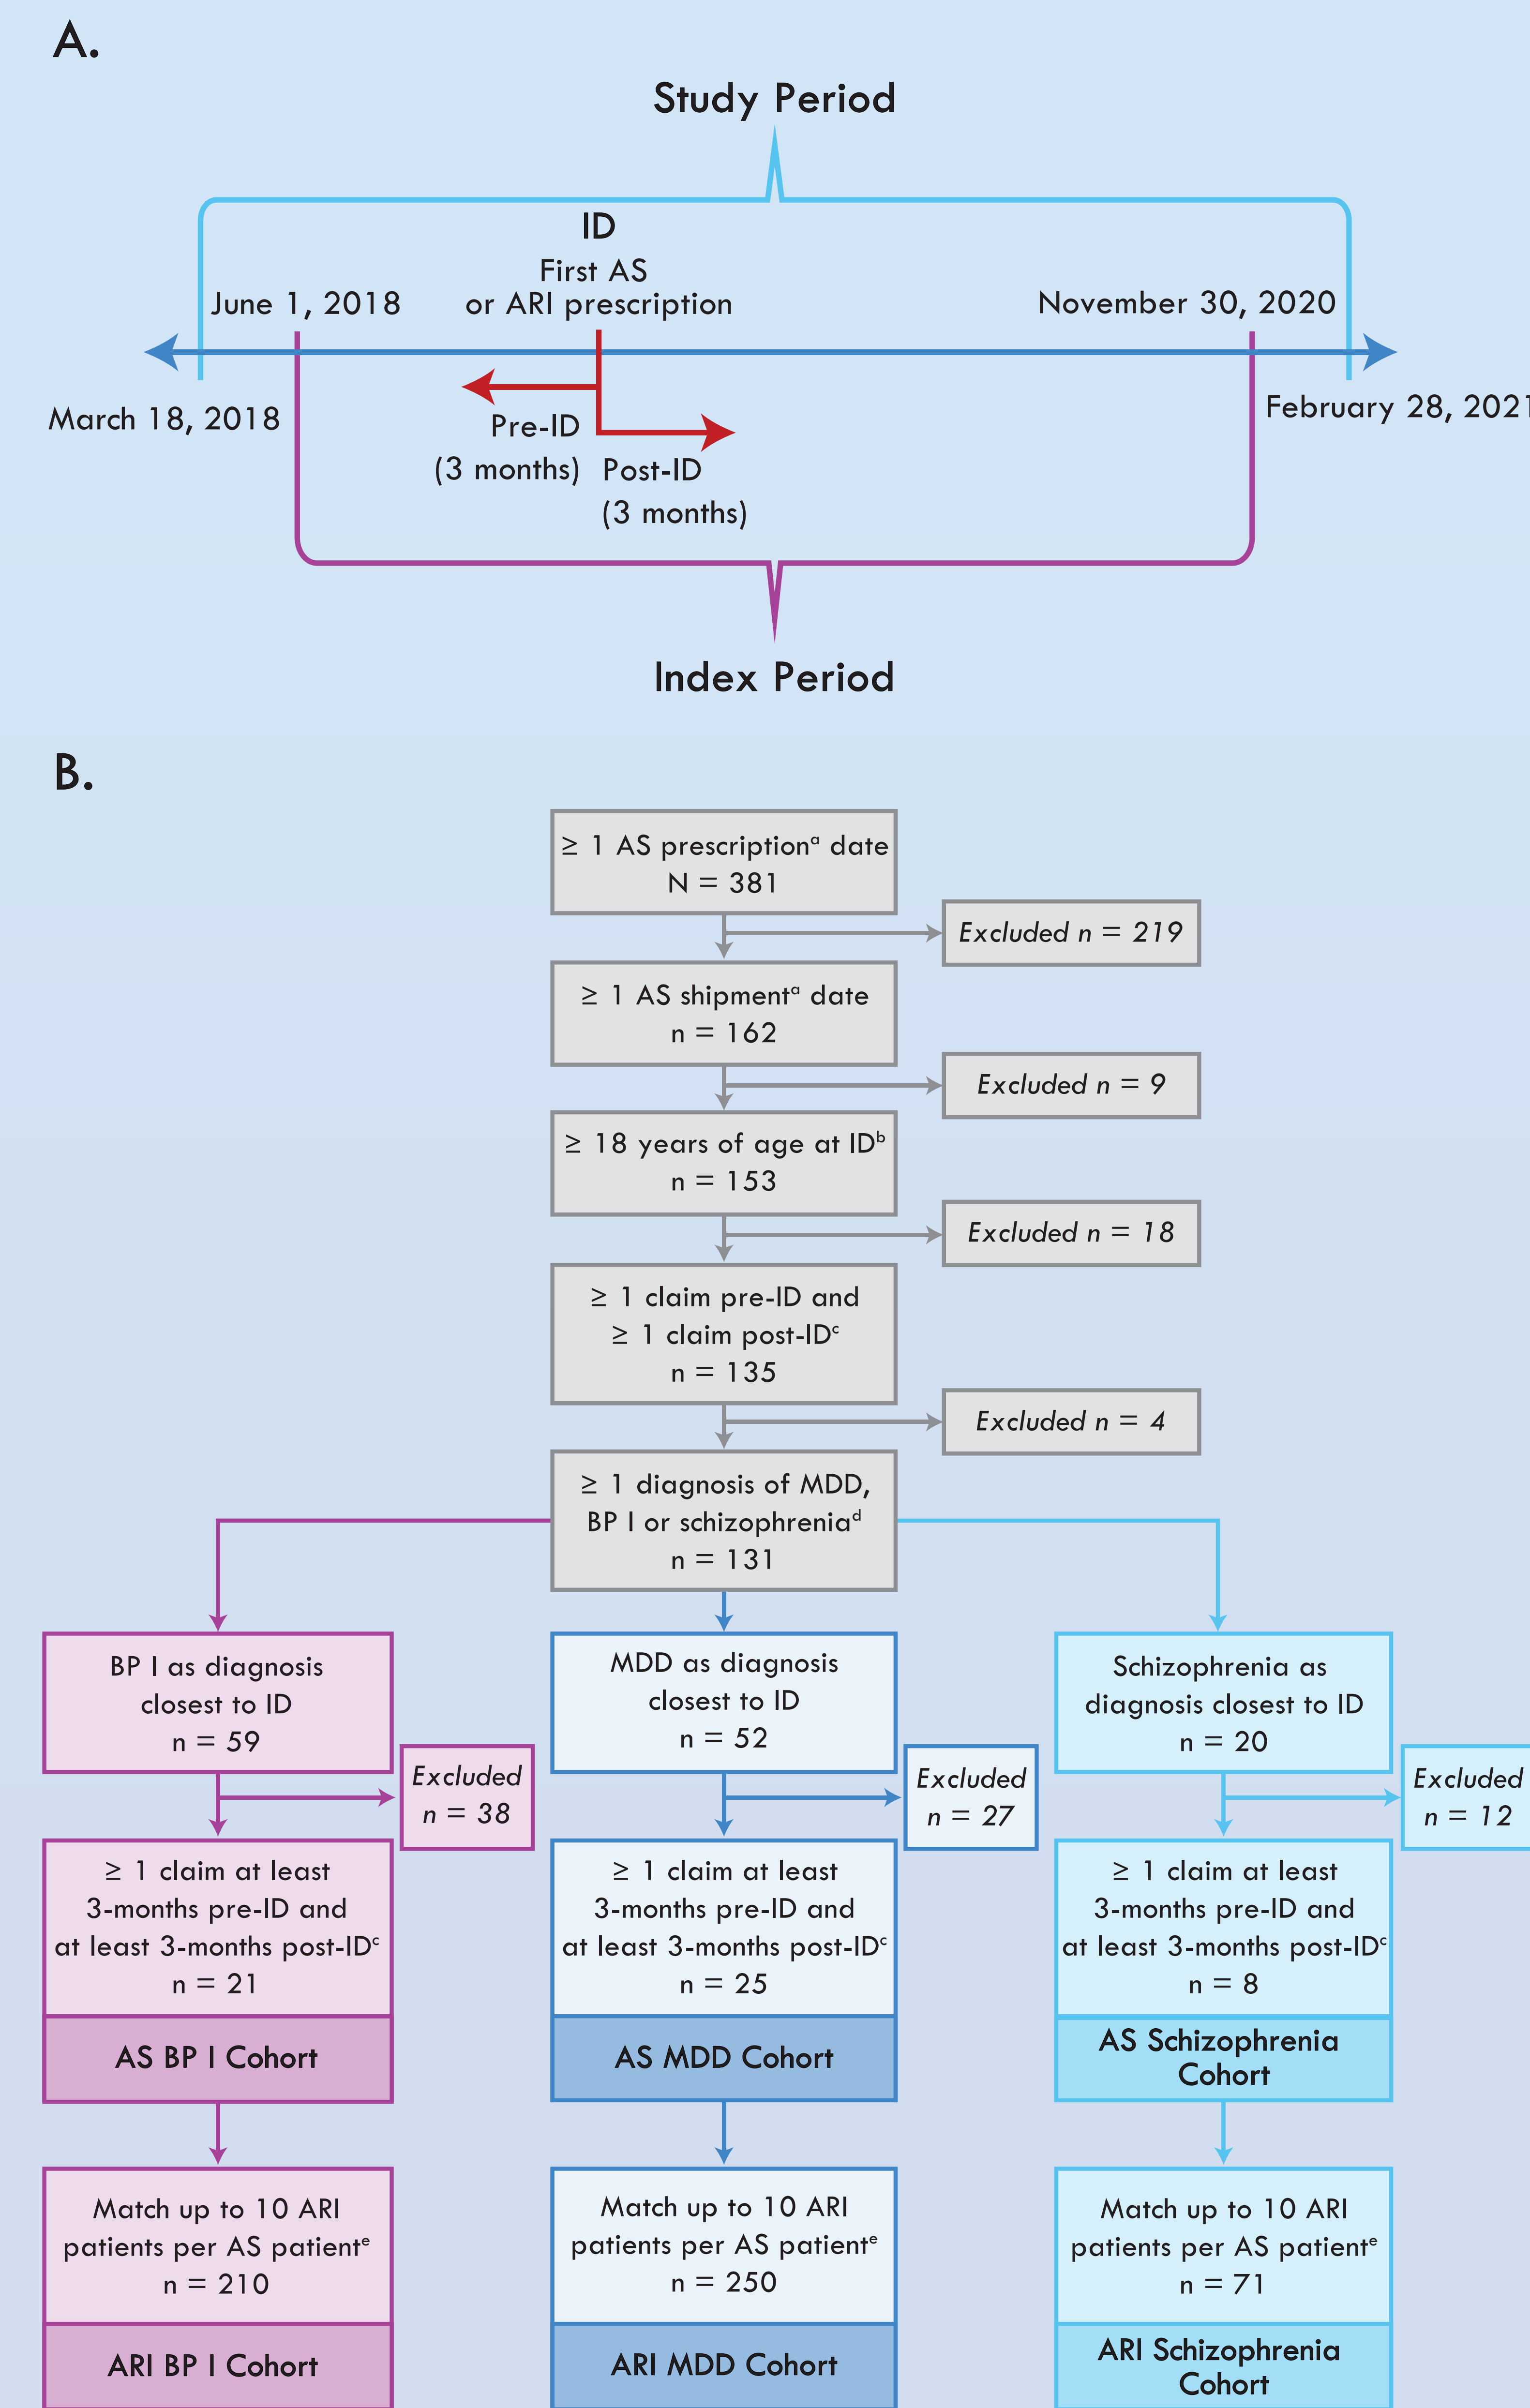 A.
Study Period
ID
First AS
or ARI prescription
June 1, 2018
November 30, 2020
March 18, 2018
February 28, 2021
Pre-ID
(3 months)
Post-ID
(3 months)
Index Period
B.
≥ 1 AS prescriptionᵃ date
N = 381
Excluded n = 219
≥ 1 AS shipmentᵃ date
n = 162
Excluded n = 9
≥ 18 years of age at IDᵇ
n = 153
Excluded n = 18
≥ 1 claim pre-ID and
≥ 1 claim post-IDᶜ
n = 135
Excluded n = 4
≥ 1 diagnosis of MDD,
BP I or schizophreniaᵈ
n = 131
BP I as diagnosis
closest to ID
n = 59
Excluded
n = 38
MDD as diagnosis
closest to ID
n = 52
Excluded
n = 27
Schizophrenia as
diagnosis closest to ID
n = 20
Excluded
n = 12
≥ 1 claim at least
3-months pre-ID and
at least 3-months post-IDᶜ
n = 21
AS BP I Cohort
≥ 1 claim at least
3-months pre-ID and
at least 3-months post-IDᶜ
n = 25
AS MDD Cohort
≥ 1 claim at least
3-months pre-ID and
at least 3-months post-IDᶜ
n = 8
AS Schizophrenia
Cohort
Match up to 10 ARI
patients per AS patientᵉ
n = 210
ARI BP I Cohort
Match up to 10 ARI
patients per AS patientᵉ
n = 250
ARI MDD Cohort
Match up to 10 ARI
patients per AS patientᵉ
n = 71
ARI Schizophrenia
Cohort